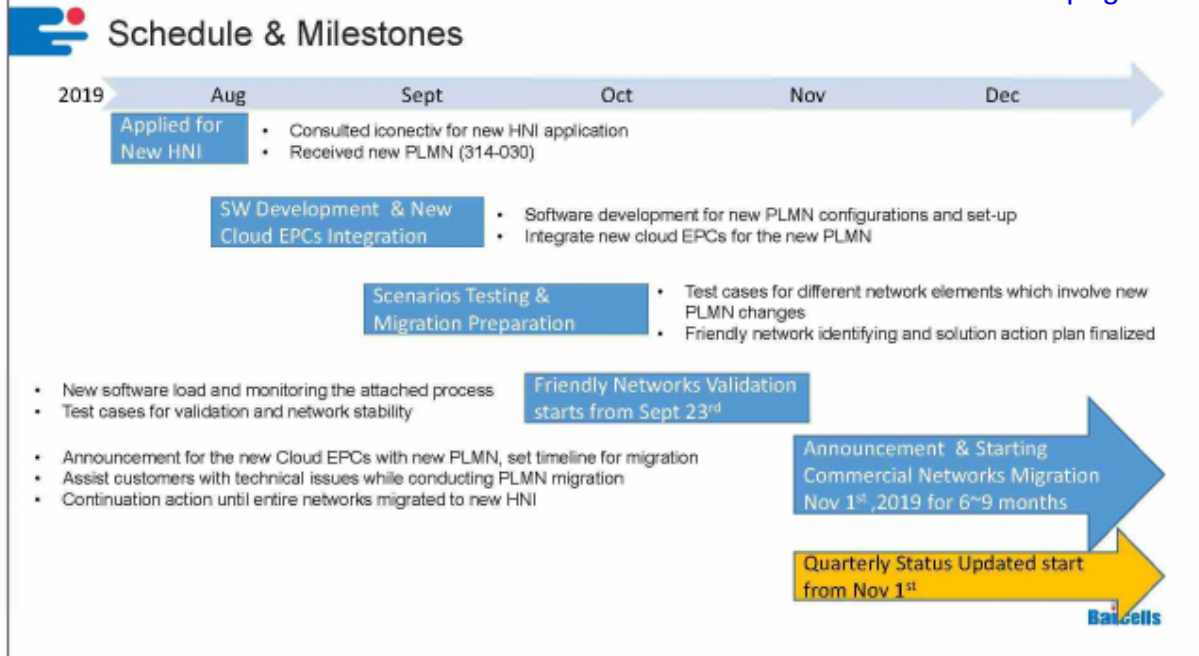 Schedule & Milestones
2019 Aug Sept Oct Nov Dec
Applied for
New HNI
• Consulted iconectiv for new HNI application
• Received new PLMN (314-030)
SW Development & New
Cloud EPCs Integration
• Software development for new PLMN configurations and set-up
• Integrate new cloud EPCs for the new PLMN
Scenarios Testing &
Migration Preparation
• Test cases for different network elements which involve new
PLMN changes
• Friendly network identifying and solution action plan finalized
• New software load and monitoring the attached process
• Test cases for validation and network stability
Friendly Networks Validation
starts from Sept 23rd
• Announcement for the new Cloud EPCs with new PLMN, set timeline for migration
• Assist customers with technical issues while conducting PLMN migration
• Continuation action until entire networks migrated to new HNI
Announcement & Starting
Commercial Networks Migration
Nov 1st ,2019 for 6~9 months
Quarterly Status Updated start
from Nov 1st
Baicells